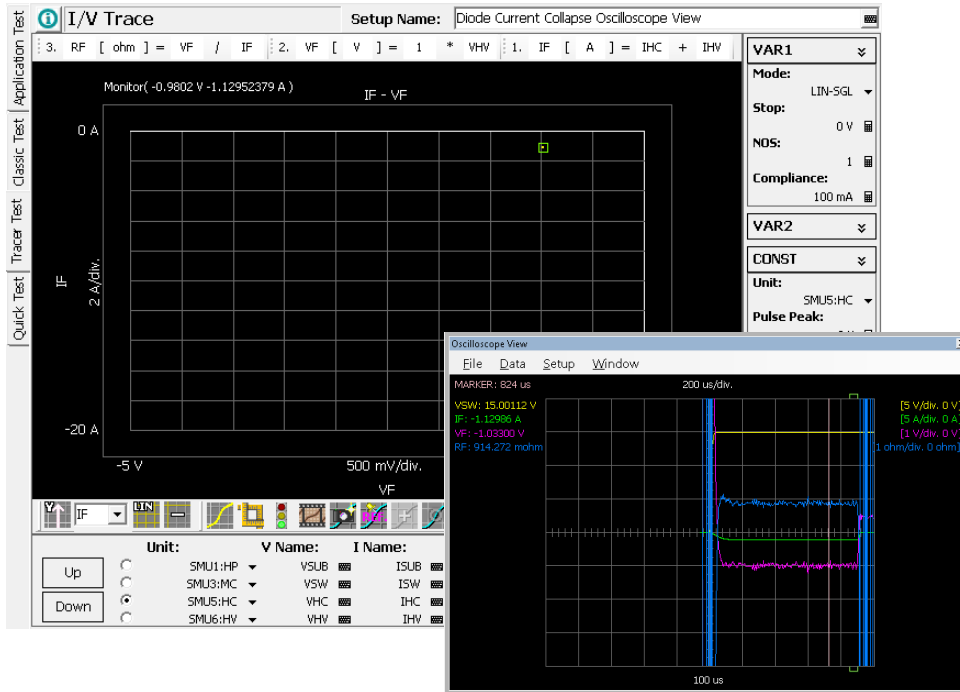 I/V Trace
Setup Name: Diode Current Collapse Oscilloscope View
Application Test
Classic Test
Tracer Test
Quick Test
3. RF [ ohm ] = VF / IF 2. VF [ V ] = 1 * VHV 1. IF [ A ] = IHC + IHV
Monitor( -0.9802 V -1.12952379 A )
IF - VF
0 A
IF
2 A/div.
-20 A
-5 V
500 mV/div.
VF
VAR1
Mode:
LIN-SGL
Stop:
0 V
NOS:
1
Compliance:
100 mA
VAR2
CONST
Unit:
SMU5:HC
Pulse Peak:
Y
IF
LIN
Unit: V Name: I Name:
Up
Down
SMU1:HP VSUB ISUB
SMU3:MC VSW ISW
SMU5:HC VHC IHC
SMU6:HV VHV IHV
Oscilloscope View
File Data Setup Window
MARKER: 824 us
200 us/div.
VSW: 15.00112 V [5 V/div. 0 V]
IF: -1.12986 A [5 A/div. 0 A]
VF: -1.03300 V [1 V/div. 0 V]
RF: 914.272 mohm [1 ohm/div. 0 ohm]
100 us